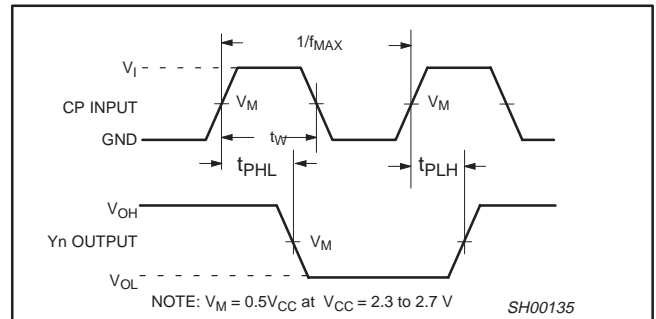 1/fMAX
VI
CP INPUT
VM
VM
GND
tW
tPHL
tPLH
VOH
Yn OUTPUT
VM
VOL
NOTE: VM = 0.5VCC at VCC = 2.3 to 2.7 V
SH00135